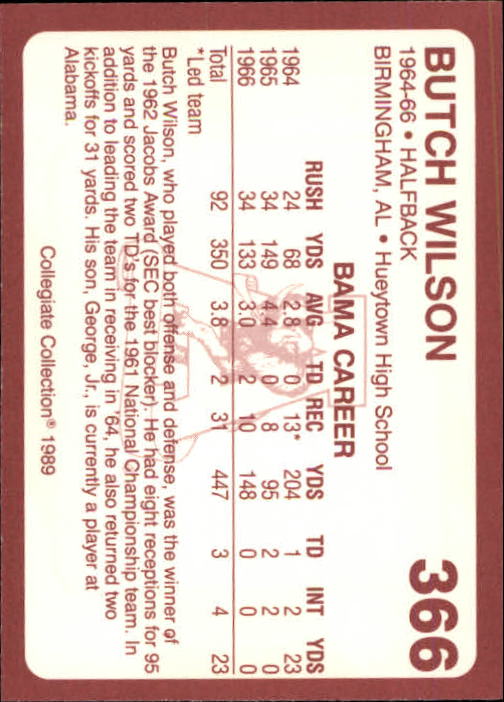 BUTCH WILSON 366
1964-66 • HALFBACK
BIRMINGHAM, AL • Hueytown High School
BAMA CAREER
RUSH YDS AVG TD REC YDS TD INT YDS
1964 24 68 2.8 0 13* 204 1 2 23
1965 34 149 4.4 0 8 95 2 2 0
1966 34 133 3.0 2 10 148 0 0 0
Total 92 350 3.8 2 31 447 3 4 23
*Led team
Butch Wilson, who played both offense and defense, was the winner of
the 1962 Jacobs Award (SEC best blocker). He had eight receptions for 95
yards and scored two TD's for the 1961 National Championship team. In
addition to leading the team in receiving in '64, he also returned two
kickoffs for 31 yards. His son, George, Jr., is currently a player at
Alabama.
Collegiate Collection® 1989